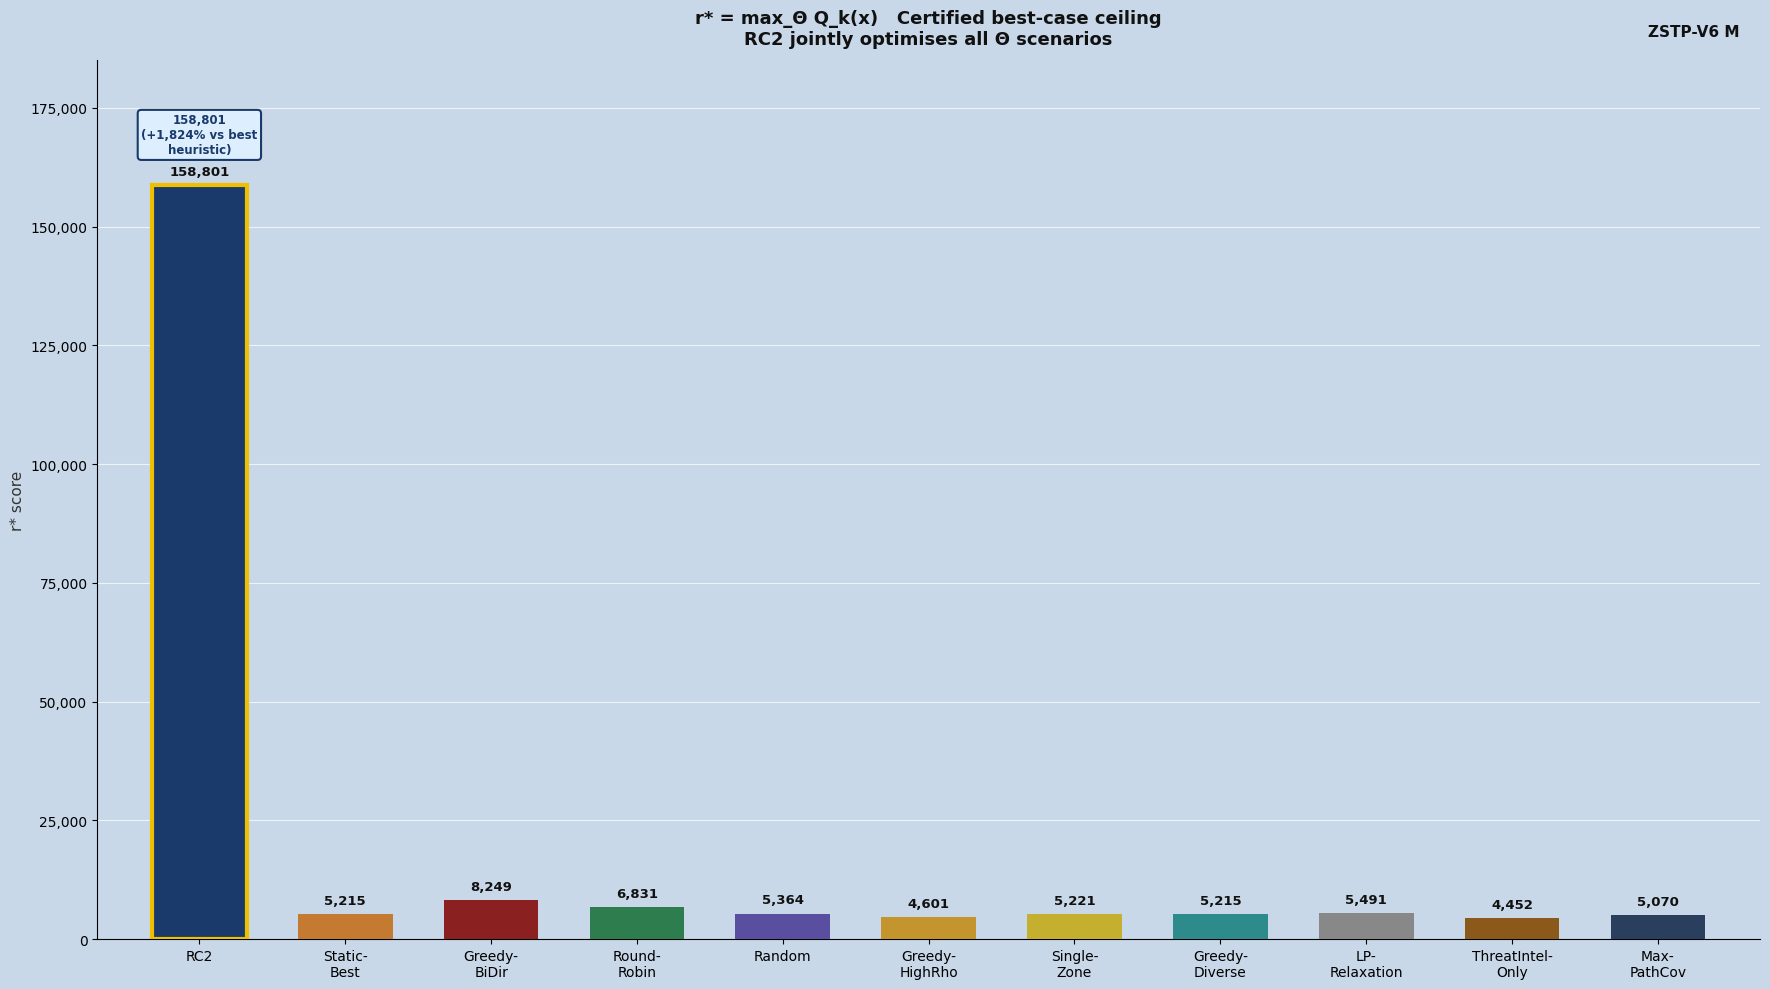 r* = max_Θ Q_k(x)   Certified best-case ceiling
RC2 jointly optimises all Θ scenarios
ZSTP-V6 M
r* score
175,000
150,000
125,000
100,000
75,000
50,000
25,000
0
158,801
(+1,824% vs best
heuristic)
158,801
5,215
8,249
6,831
5,364
4,601
5,221
5,215
5,491
4,452
5,070
RC2
Static-
Best
Greedy-
BiDir
Round-
Robin
Random
Greedy-
HighRho
Single-
Zone
Greedy-
Diverse
LP-
Relaxation
ThreatIntel-
Only
Max-
PathCov